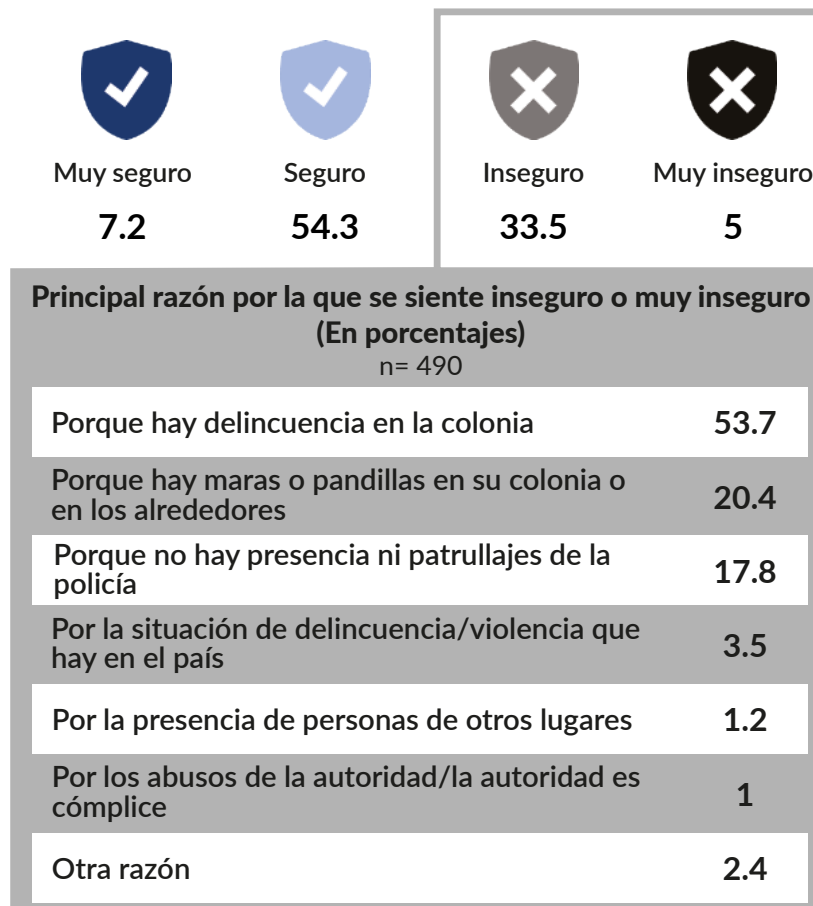 Muy seguro
Seguro
Inseguro
Muy inseguro
7.2
54.3
33.5
5
Principal razón por la que se siente inseguro o muy inseguro
(En porcentajes)
n= 490
Porque hay delincuencia en la colonia
53.7
Porque hay maras o pandillas en su colonia o
en los alrededores
20.4
Porque no hay presencia ni patrullajes de la
policía
17.8
Por la situación de delincuencia/violencia que
hay en el país
3.5
Por la presencia de personas de otros lugares
1.2
Por los abusos de la autoridad/la autoridad es
cómplice
1
Otra razón
2.4